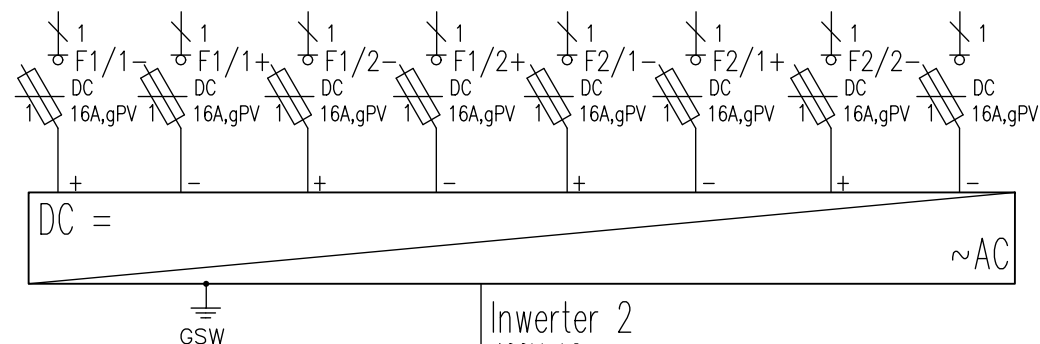 1 1 1 1 1 1 1 1
F1/1- F1/1+ F1/2- F1/2+ F2/1- F2/1+ F2/2-
DC DC DC DC DC DC DC DC
1 16A,gPV 1 16A,gPV 1 16A,gPV 1 16A,gPV 1 16A,gPV 1 16A,gPV 1 16A,gPV 1 16A,gPV
+ - + - + - + -
DC =
~AC
Inwerter 2
GSW